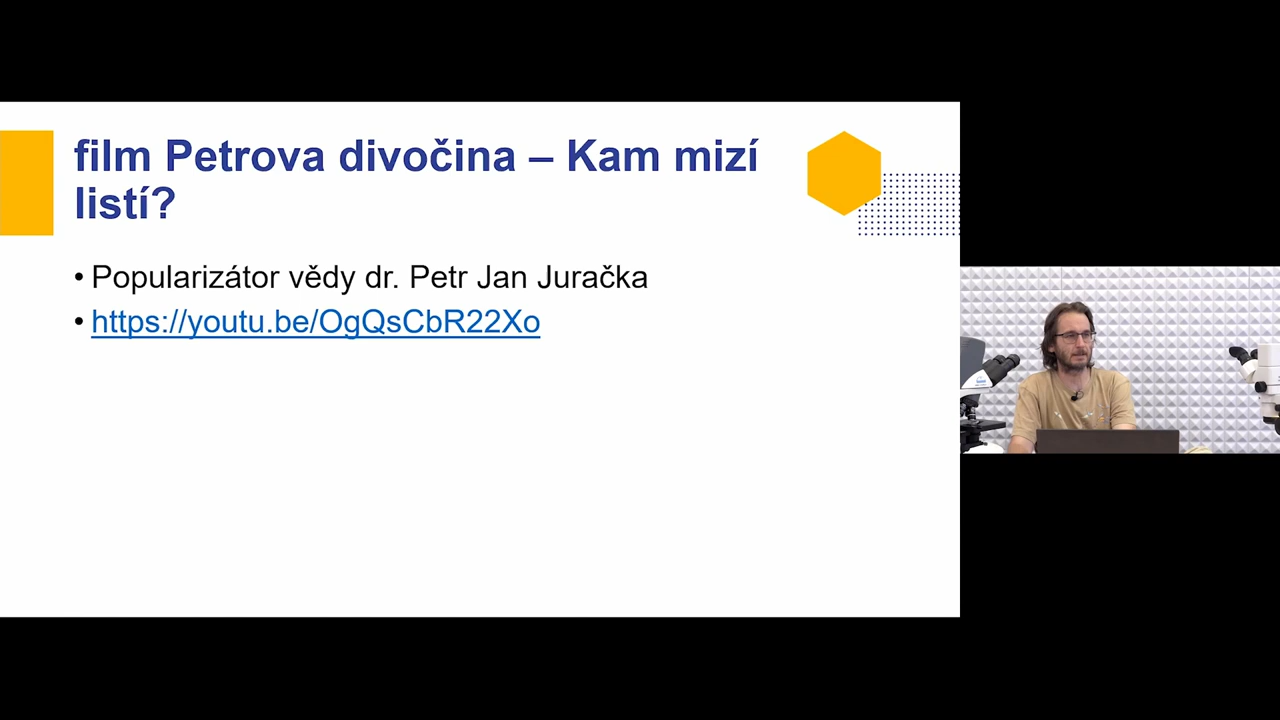 film Petrova divočina – Kam mizí
listí?
• Popularizátor vědy dr. Petr Jan Juračka
• https://youtu.be/OgQsCbR22Xo